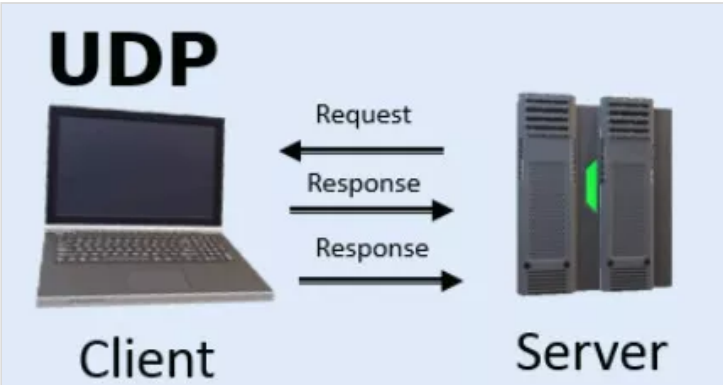 UDP
Request
Response
Response
Client
Server